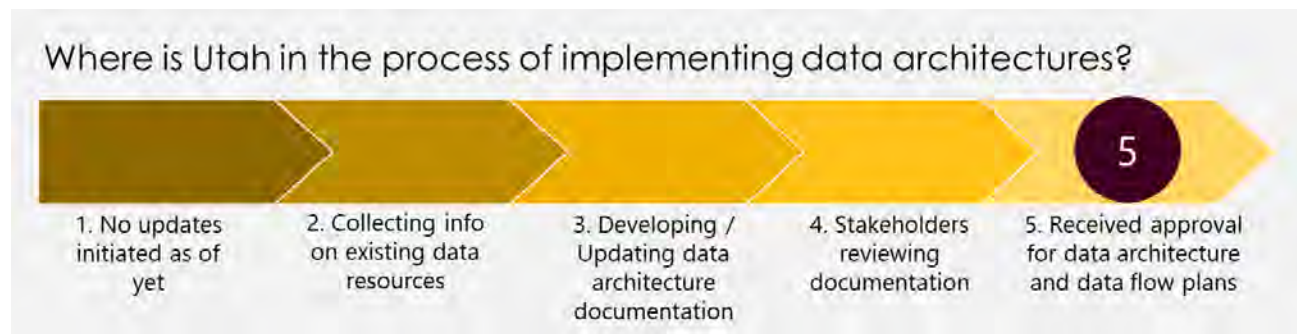 Where is Utah in the process of implementing data architectures?
5
1. No updates
initiated as of
yet
2. Collecting info
on existing data
resources
3. Developing /
Updating data
architecture
documentation
4. Stakeholders
reviewing
documentation
5. Received approval
for data architecture
and data flow plans